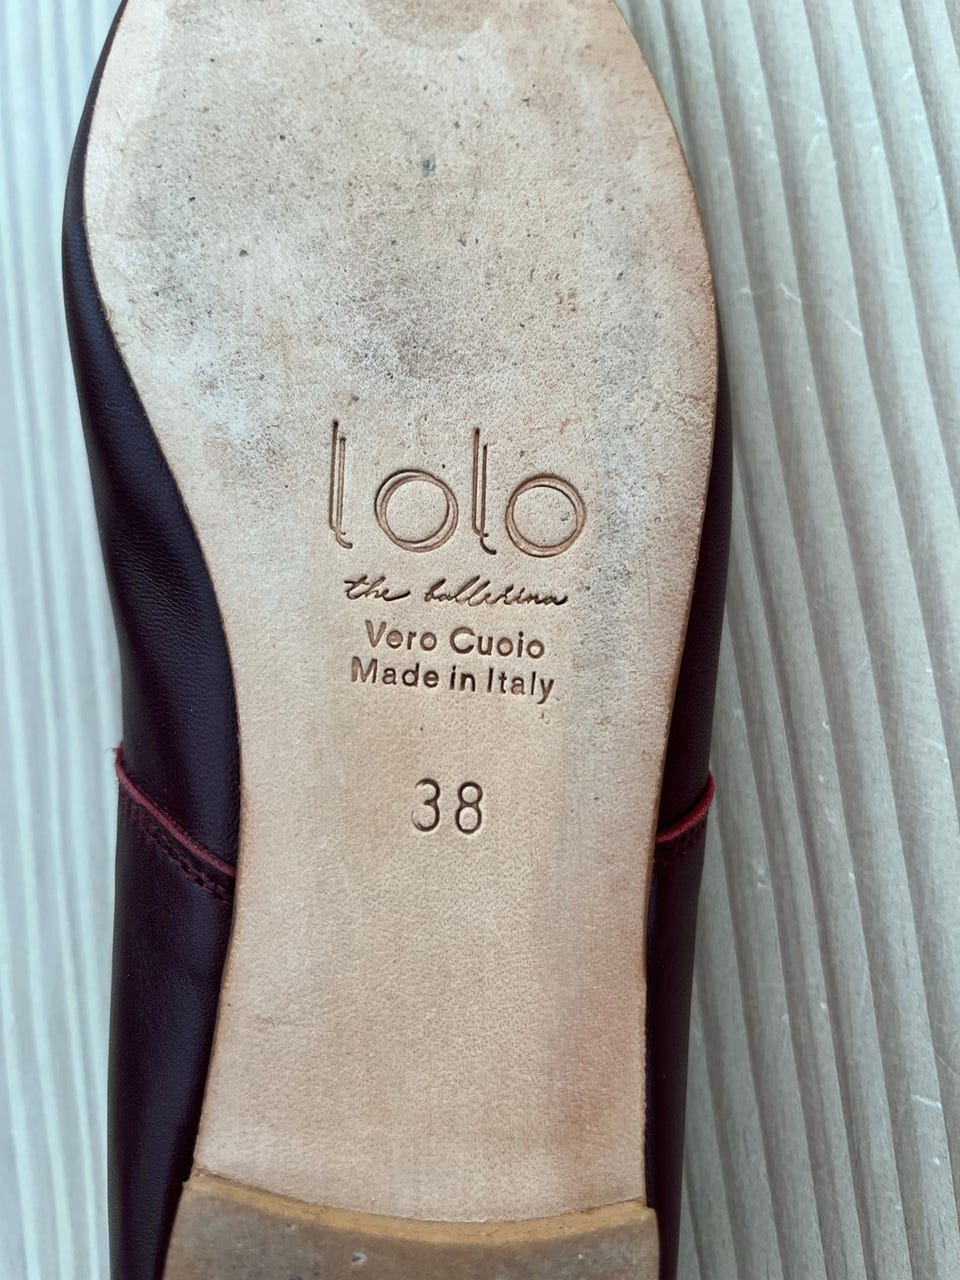 lolo
the ballerina
Vero Cuoio
Made in Italy
38